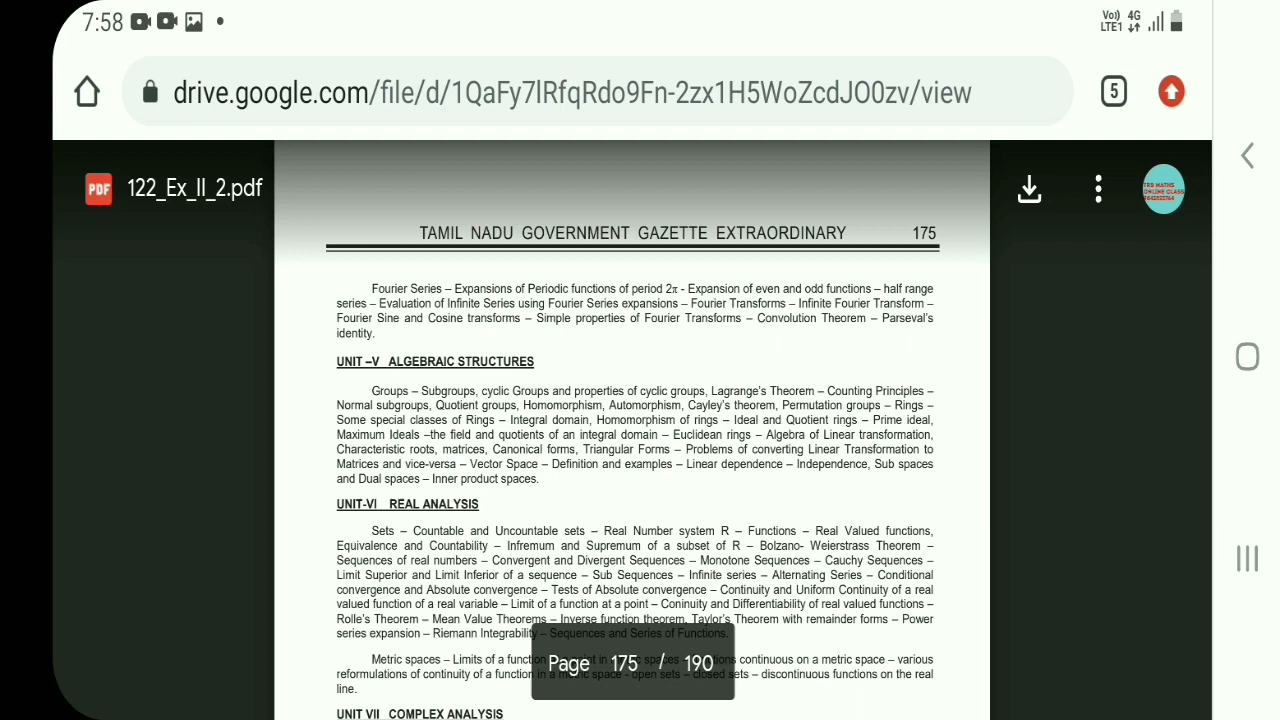 7:58
Vo)) 4G
LTE1
drive.google.com/file/d/1QaFy7lRfqRdo9Fn-2zx1H5WoZcdJO0zv/view
5
PDF 122_Ex_II_2.pdf
TRB MATHS
ONLINE CLASS
TAMIL NADU GOVERNMENT GAZETTE EXTRAORDINARY 175
Fourier Series – Expansions of Periodic functions of period 2π - Expansion of even and odd functions – half range
series – Evaluation of Infinite Series using Fourier Series expansions – Fourier Transforms – Infinite Fourier Transform –
Fourier Sine and Cosine transforms – Simple properties of Fourier Transforms – Convolution Theorem – Parseval's
identity.
UNIT –V ALGEBRAIC STRUCTURES
Groups – Subgroups, cyclic Groups and properties of cyclic groups, Lagrange's Theorem – Counting Principles –
Normal subgroups, Quotient groups, Homomorphism, Automorphism, Cayley's theorem, Permutation groups – Rings –
Some special classes of Rings – Integral domain, Homomorphism of rings – Ideal and Quotient rings – Prime ideal,
Maximum Ideals –the field and quotients of an integral domain – Euclidean rings – Algebra of Linear transformation,
Characteristic roots, matrices, Canonical forms, Triangular Forms – Problems of converting Linear Transformation to
Matrices and vice-versa – Vector Space – Definition and examples – Linear dependence – Independence, Sub spaces
and Dual spaces – Inner product spaces.
UNIT-VI REAL ANALYSIS
Sets – Countable and Uncountable sets – Real Number system R – Functions – Real Valued functions,
Equivalence and Countability – Infremum and Supremum of a subset of R – Bolzano- Weierstrass Theorem –
Sequences of real numbers – Convergent and Divergent Sequences – Monotone Sequences – Cauchy Sequences –
Limit Superior and Limit Inferior of a sequence – Sub Sequences – Infinite series – Alternating Series – Conditional
convergence and Absolute convergence – Tests of Absolute convergence – Continuity and Uniform Continuity of a real
valued function of a real variable – Limit of a function at a point – Coninuity and Differentiability of real valued functions –
Rolle's Theorem – Mean Value Theorems – Inverse function theorem, Taylor's Theorem with remainder forms – Power
series expansion – Riemann Integrability – Sequences and Series of Functions.
Metric spaces – Limits of a function point in metric spaces – continuous on a metric space – various
reformulations of continuity of a function in a metric space - open sets – closed sets – discontinuous functions on the real
line.
Page 175 / 190
UNIT VII COMPLEX ANALYSIS